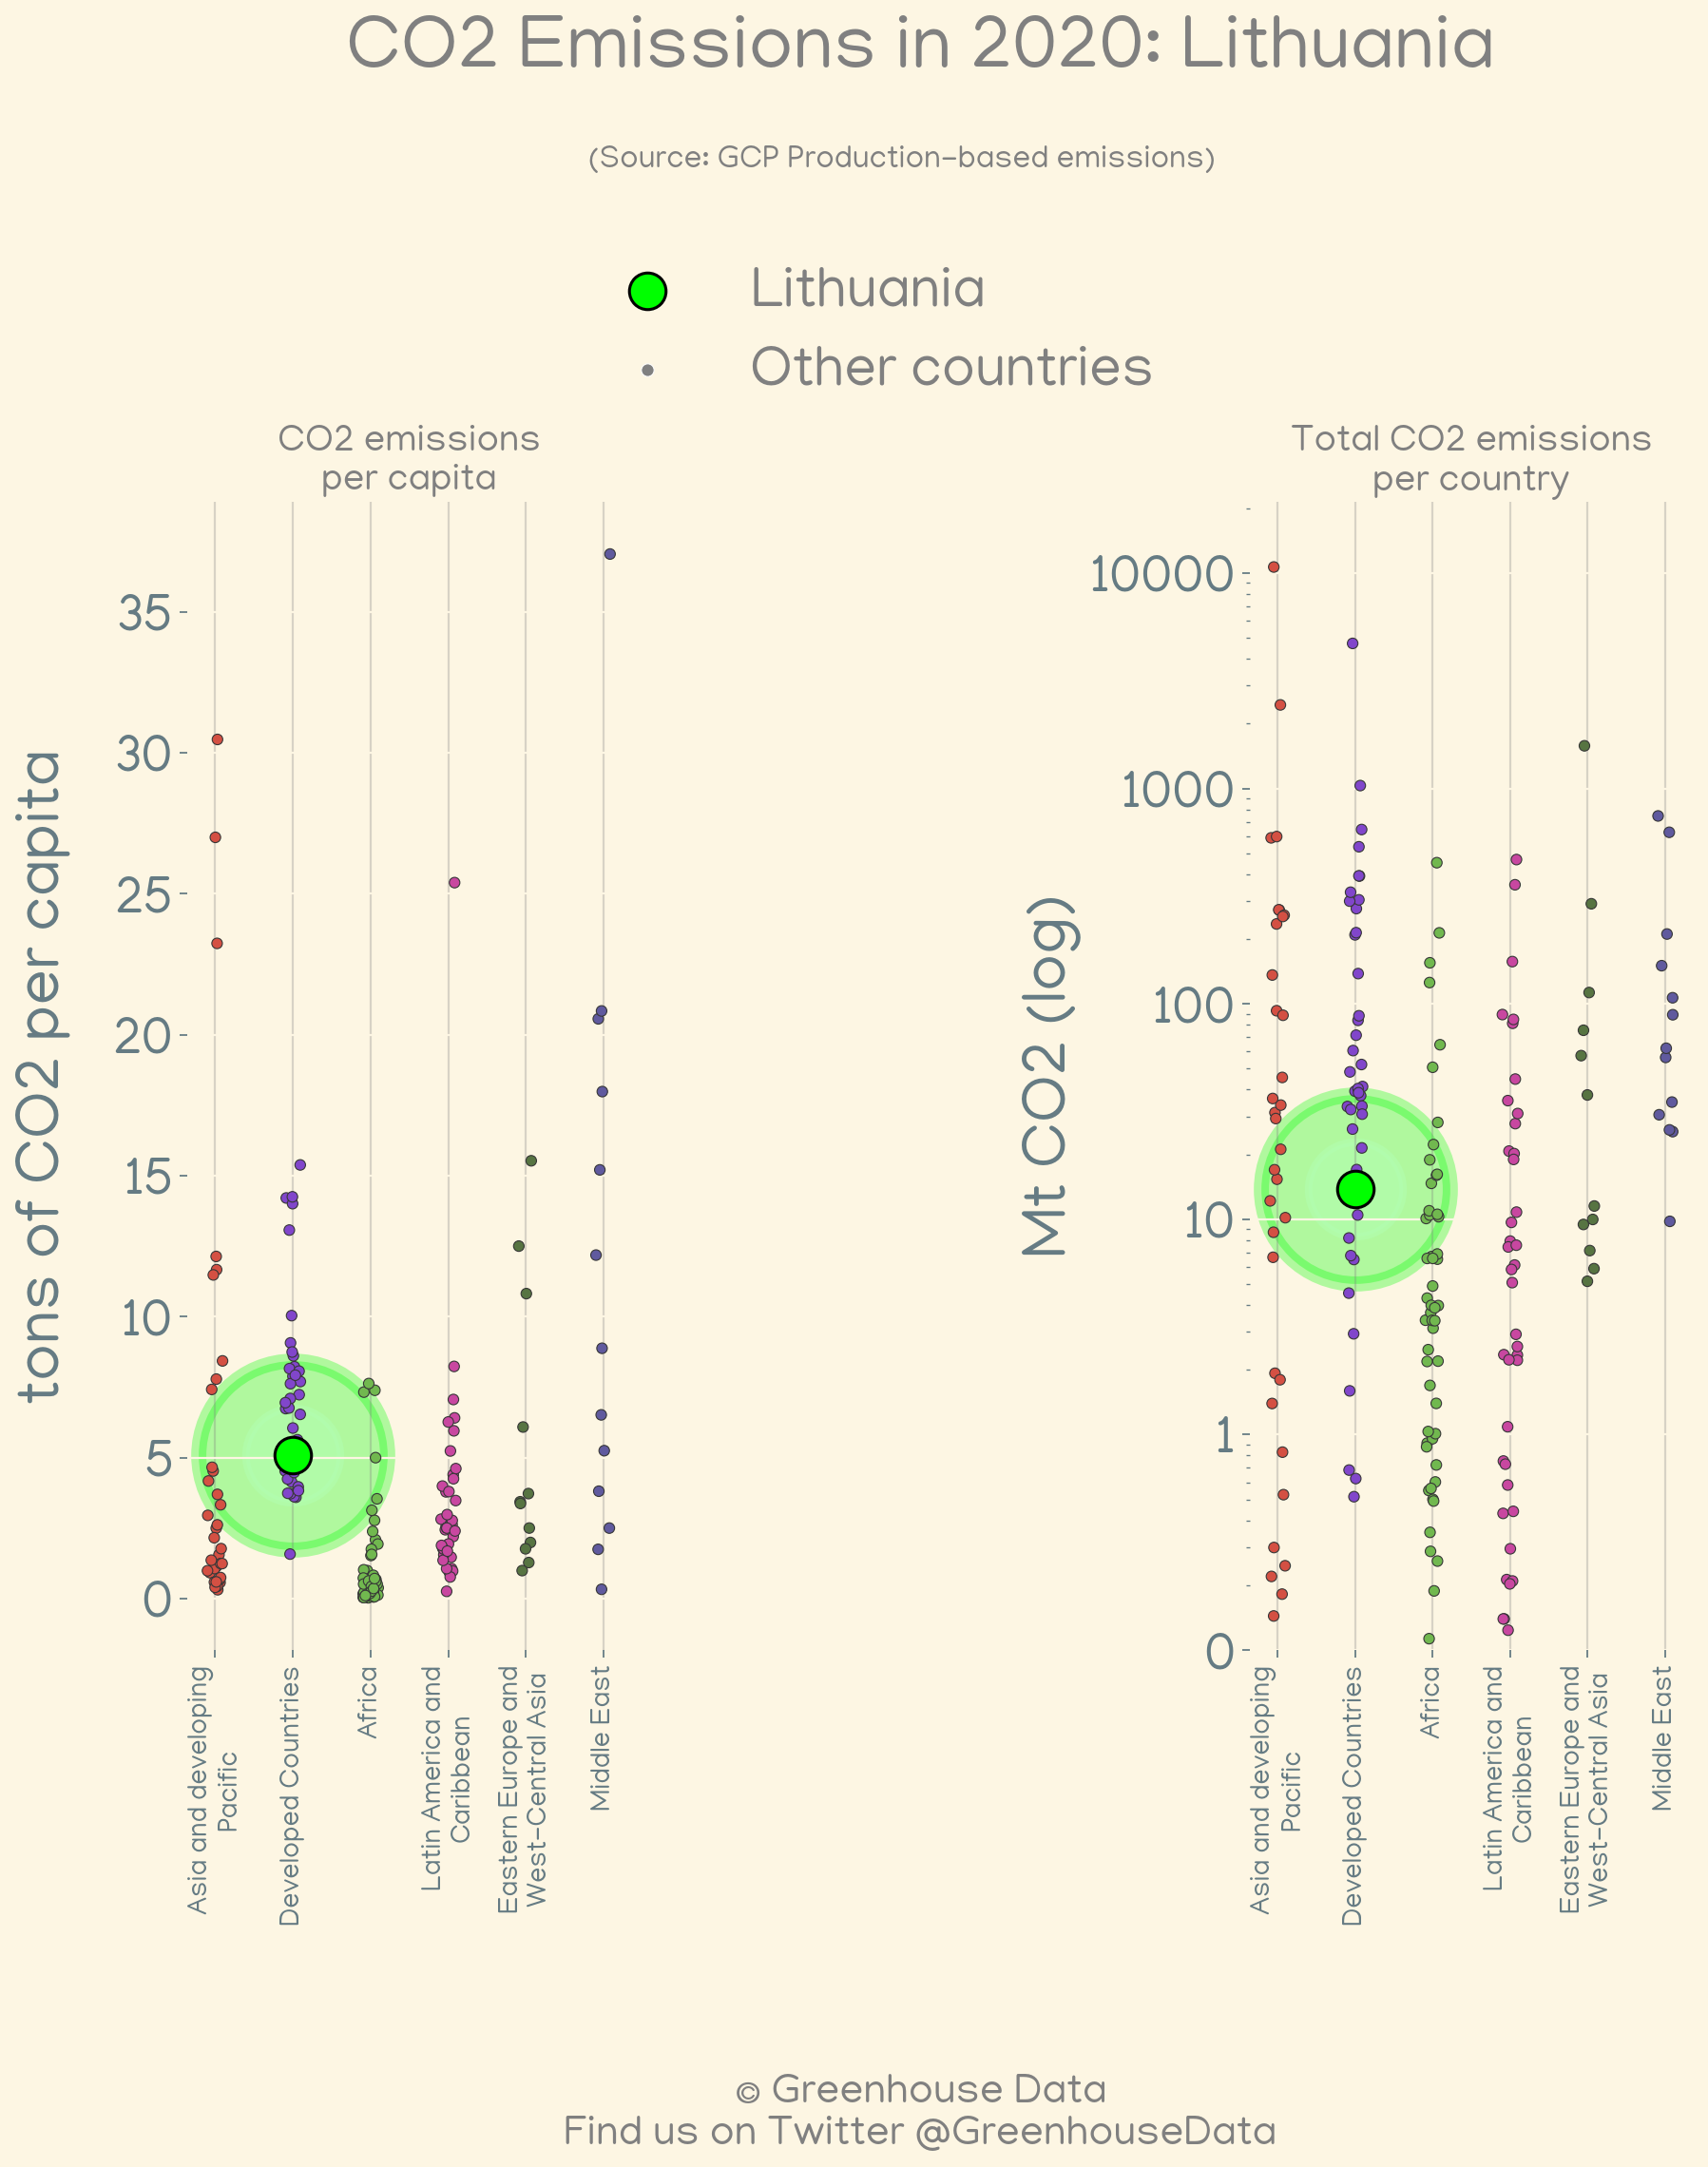 CO2 Emissions in 2020: Lithuania
(Source: GCP Production-based emissions)
Lithuania
Other countries
CO2 emissions
per capita
tons of CO2 per capita
35
30
25
20
15
10
5
0
Asia and developing
Pacific
Developed Countries
Africa
Latin America and
Caribbean
Eastern Europe and
West-Central Asia
Middle East
Total CO2 emissions
per country
Mt CO2 (log)
10000
1000
100
10
1
0
Asia and developing
Pacific
Developed Countries
Africa
Latin America and
Caribbean
Eastern Europe and
West-Central Asia
Middle East
© Greenhouse Data
Find us on Twitter @GreenhouseData